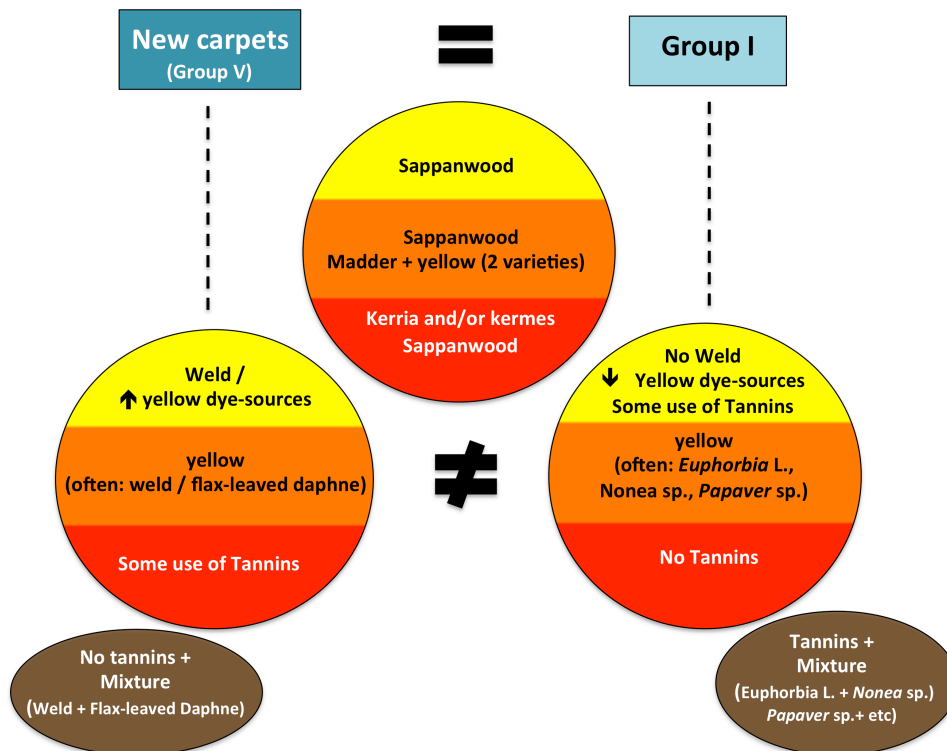 New carpets
(Group V)
=
Group I
Sappanwood
Sappanwood
Madder + yellow (2 varieties)
Kerria and/or kermes
Sappanwood
Weld /
↑ yellow dye-sources
yellow
(often: weld / flax-leaved daphne)
Some use of Tannins
≠
No Weld
↓ Yellow dye-sources
Some use of Tannins
yellow
(often: Euphorbia L.,
Nonea sp., Papaver sp.)
No Tannins
No tannins +
Mixture
(Weld + Flax-leaved Daphne)
Tannins +
Mixture
(Euphorbia L. + Nonea sp.)
Papaver sp.+ etc)